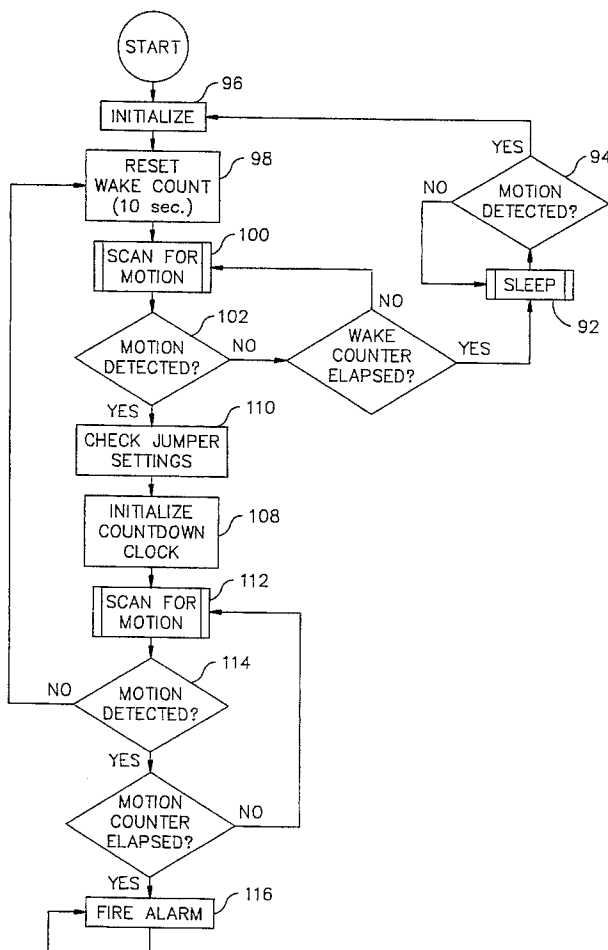 START
96
INITIALIZE
YES
94
RESET
WAKE COUNT
(10 sec.)
98
NO
MOTION
DETECTED?
SCAN FOR
MOTION
100
SLEEP
92
102
NO
MOTION
DETECTED?
NO
WAKE
COUNTER
ELAPSED?
YES
YES
110
CHECK JUMPER
SETTINGS
INITIALIZE
COUNTDOWN
CLOCK
108
SCAN FOR
MOTION
112
114
NO
MOTION
DETECTED?
YES
MOTION
COUNTER
ELAPSED?
NO
YES
116
FIRE ALARM